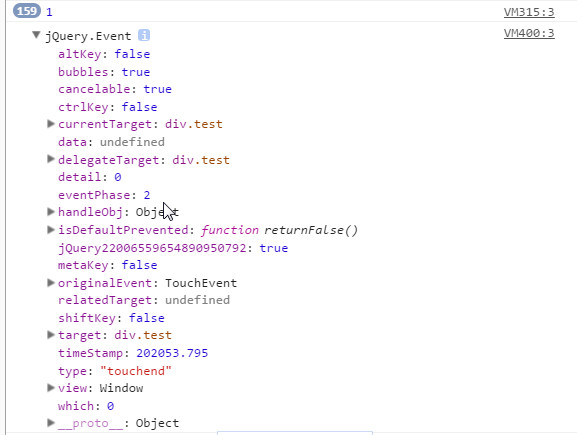 159 1 VM315:3
jQuery.Event i VM400:3
altKey: false
bubbles: true
cancelable: true
ctrlKey: false
currentTarget: div.test
data: undefined
delegateTarget: div.test
detail: 0
eventPhase: 2
handleObj: Object
isDefaultPrevented: function returnFalse()
jQuery22006559654890950792: true
metaKey: false
originalEvent: TouchEvent
relatedTarget: undefined
shiftKey: false
target: div.test
timeStamp: 202053.795
type: "touchend"
view: Window
which: 0
__proto__: Object